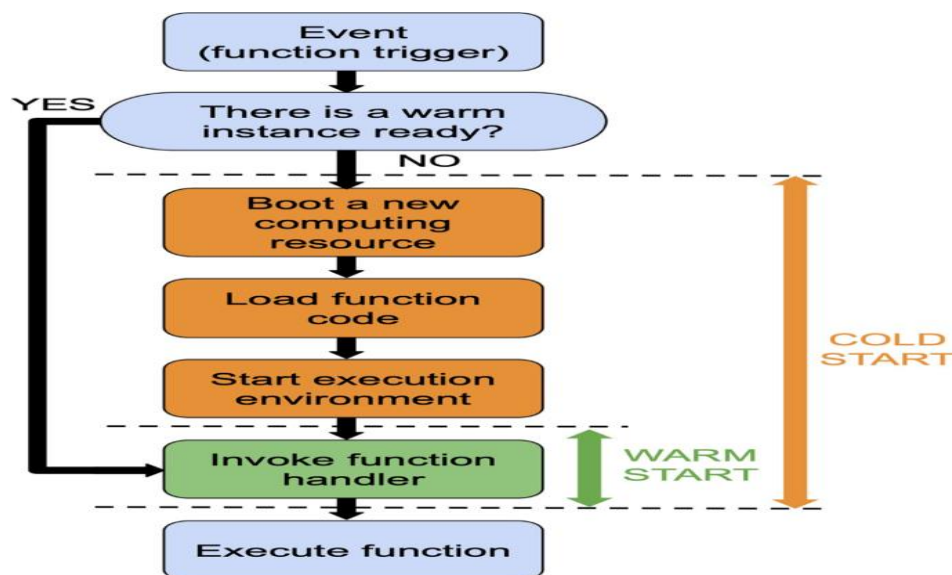 Event
(function trigger)
YES
There is a warm
instance ready?
NO
Boot a new
computing
resource
Load function
code
COLD
START
Start execution
environment
Invoke function
handler
WARM
START
Execute function